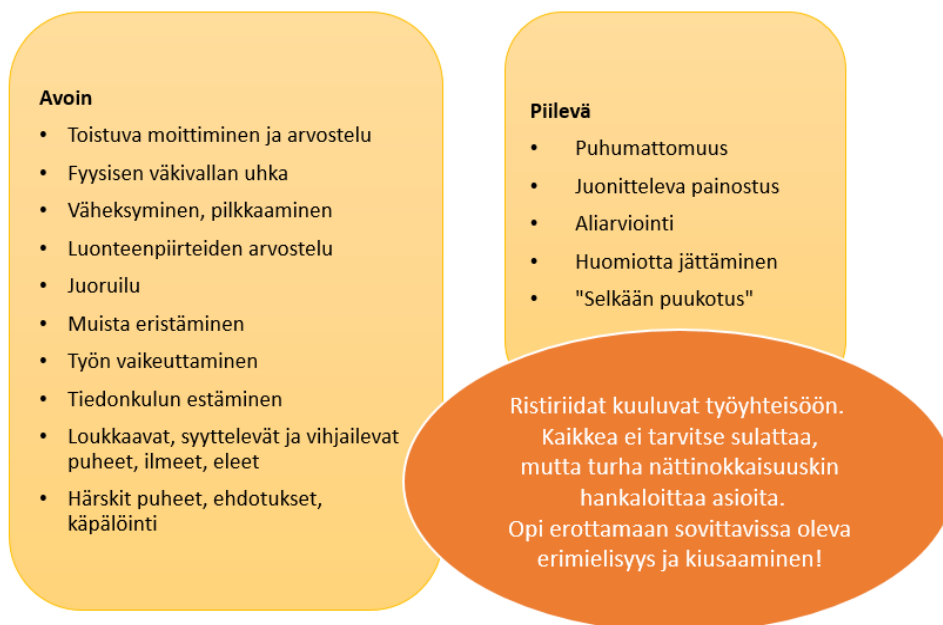 Avoin
• Toistuva moittiminen ja arvostelu
• Fyysisen väkivallan uhka
• Väheksyminen, pilkkaaminen
• Luonteenpiirteiden arvostelu
• Juoruilu
• Muista eristäminen
• Työn vaikeuttaminen
• Tiedonkulun estäminen
• Loukkaavat, syyttelevät ja vihjailevat
puheet, ilmeet, eleet
• Härskit puheet, ehdotukset,
käpälöinti
Piilevä
• Puhumattomuus
• Juonitteleva painostus
• Aliarviointi
• Huomiotta jättäminen
• "Selkään puukotus"
Ristiriidat kuuluvat työyhteisöön.
Kaikkea ei tarvitse sulattaa,
mutta turha nättinokkaisuuskin
hankaloittaa asioita.
Opi erottamaan sovittavissa oleva
erimielisyys ja kiusaaminen!